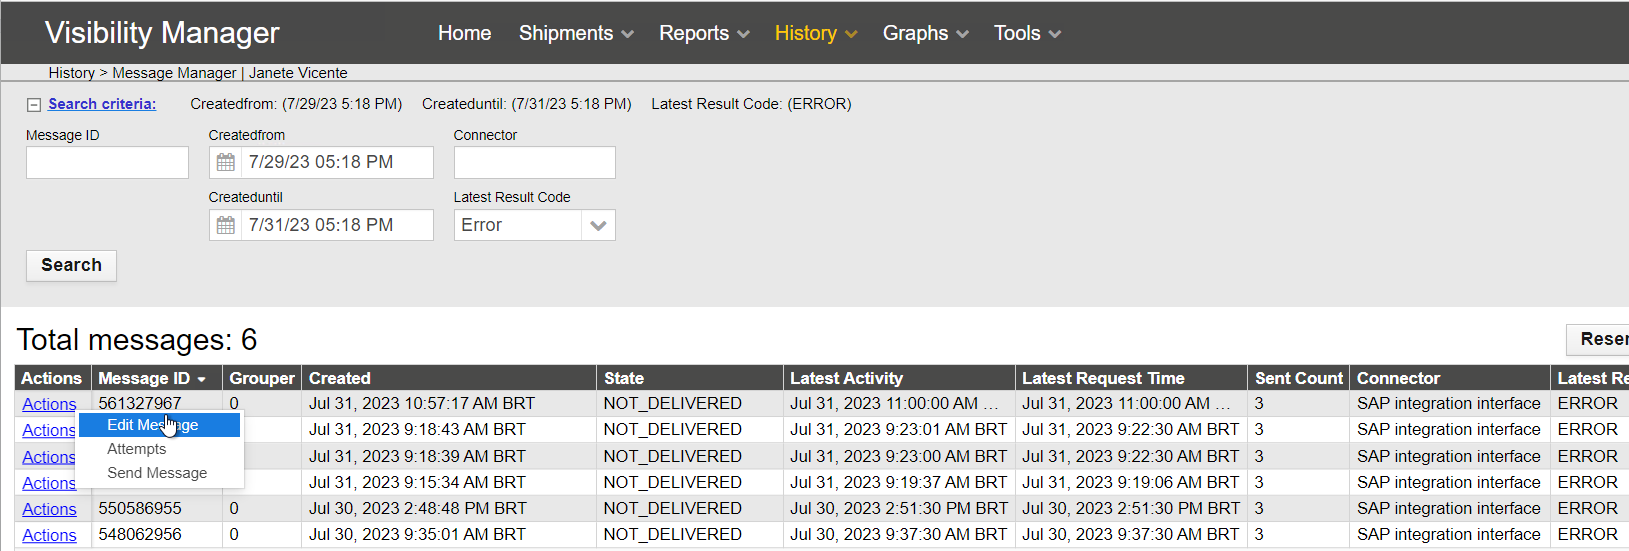 Visibility Manager Home Shipments Reports History Graphs Tools
History > Message Manager | Janete Vicente
Search criteria: Createdfrom: (7/29/23 5:18 PM) Createduntil: (7/31/23 5:18 PM) Latest Result Code: (ERROR)
Message ID Createdfrom Connector
7/29/23 05:18 PM
Createduntil Latest Result Code
7/31/23 05:18 PM Error
Search
Total messages: 6
Reser
Actions Message ID Grouper Created State Latest Activity Latest Request Time Sent Count Connector Latest Re
Actions 561327967 0 Jul 31, 2023 10:57:17 AM BRT NOT_DELIVERED Jul 31, 2023 11:00:00 AM ... Jul 31, 2023 11:00:00 AM ... 3 SAP integration interface ERROR
Edit Message
Actions Jul 31, 2023 9:18:43 AM BRT NOT_DELIVERED Jul 31, 2023 9:23:01 AM BRT Jul 31, 2023 9:22:30 AM BRT 3 SAP integration interface ERROR
Attempts
Actions Jul 31, 2023 9:18:39 AM BRT NOT_DELIVERED Jul 31, 2023 9:23:00 AM BRT Jul 31, 2023 9:22:30 AM BRT 3 SAP integration interface ERROR
Send Message
Actions Jul 31, 2023 9:15:34 AM BRT NOT_DELIVERED Jul 31, 2023 9:19:37 AM BRT Jul 31, 2023 9:19:06 AM BRT 3 SAP integration interface ERROR
Actions 550586955 0 Jul 30, 2023 2:48:48 PM BRT NOT_DELIVERED Jul 30, 2023 2:51:30 PM BRT Jul 30, 2023 2:51:30 PM BRT 3 SAP integration interface ERROR
Actions 548062956 0 Jul 30, 2023 9:35:01 AM BRT NOT_DELIVERED Jul 30, 2023 9:37:30 AM BRT Jul 30, 2023 9:37:30 AM BRT 3 SAP integration interface ERROR